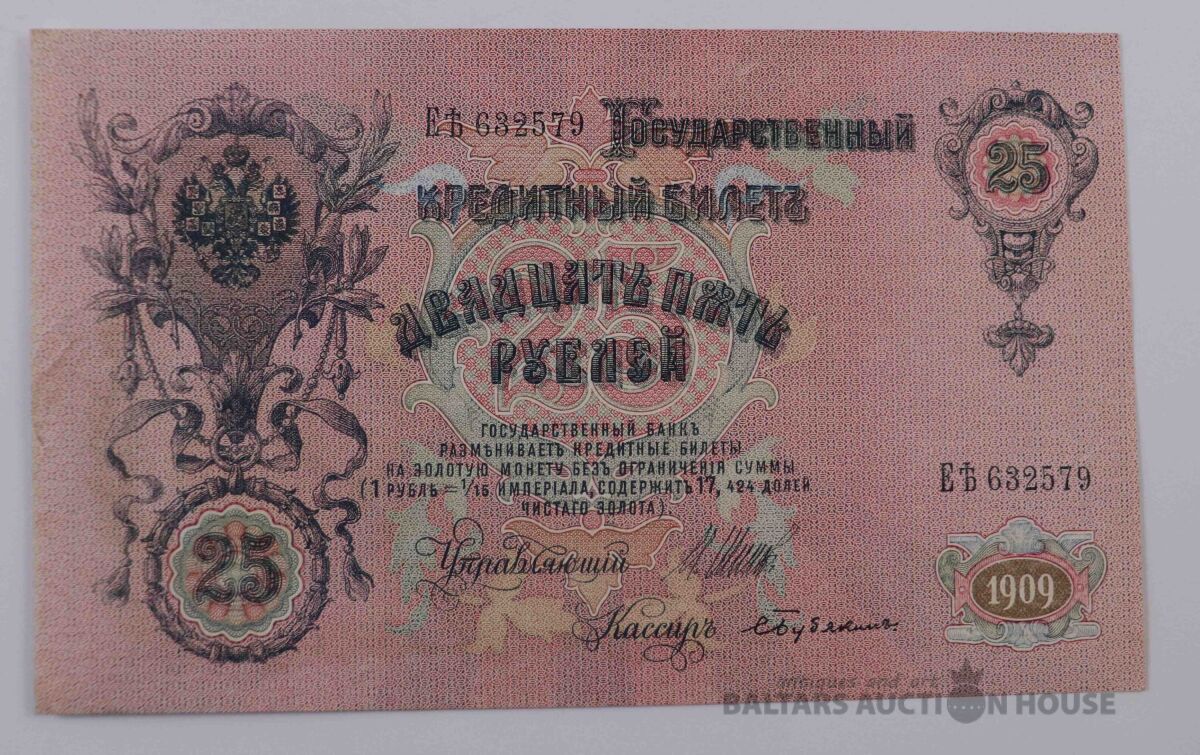 ЕѢ 632579 Государственный
25
КРЕДИТНЫЙ БИЛЕТЪ
ДВАДЦАТЬ ПЯТЬ
РУБЛЕЙ
25
ГОСУДАРСТВЕННЫЙ БАНКЪ
РАЗМѢНИВАЕТЪ КРЕДИТНЫЕ БИЛЕТЫ
НА ЗОЛОТУЮ МОНЕТУ БЕЗЪ ОГРАНИЧЕНІЯ СУММЫ
(1 РУБЛЬ = 1/15 ИМПЕРІАЛА, СОДЕРЖИТЪ 17, 424 ДОЛЕЙ
ЧИСТАГО ЗОЛОТА).
ЕѢ 632579
25
Управляющій
1909
Кассиръ
antiques and art
BALTARS AUCTION HOUSE